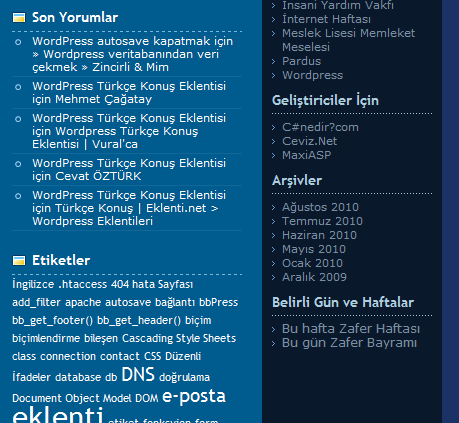 Son Yorumlar
WordPress autosave kapatmak için
» Wordpress veritabanından veri
çekmek » Zincirli & Mim
WordPress Türkçe Konuş Eklentisi
için Mehmet Çağatay
WordPress Türkçe Konuş Eklentisi
için Wordpress Türkçe Konuş
Eklentisi | Vural'ca
WordPress Türkçe Konuş Eklentisi
için Cevat ÖZTÜRK
WordPress Türkçe Konuş Eklentisi
için Türkçe Konuş | Eklenti.net >
Wordpress Eklentileri
Etiketler
İngilizce .htaccess 404 hata Sayfası
add_filter apache autosave bağlantı bbPress
bb_get_footer() bb_get_header() biçim
biçimlendirme bileşen Cascading Style Sheets
class connection contact CSS Düzenli
İfadeler database db DNS doğrulama
Document Object Model DOM e-posta
eklenti etiket fonksyion form
İnsani Yardım Vakfı
İnternet Haftası
Meslek Lisesi Memleket
Meselesi
Pardus
Wordpress
Geliştiriciler İçin
C#nedir?com
Ceviz.Net
MaxiASP
Arşivler
Ağustos 2010
Temmuz 2010
Haziran 2010
Mayıs 2010
Ocak 2010
Aralık 2009
Belirli Gün ve Haftalar
Bu hafta Zafer Haftası
Bu gün Zafer Bayramı